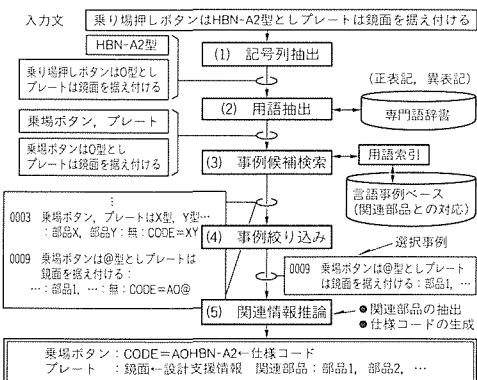 入力文
乗り場押しボタンはHBN-A2型としプレートは鏡面を据え付ける
HBN-A2型
(1) 記号列抽出
乗り場押しボタンは@型とし
プレートは鏡面を据え付ける
(正表記，異表記)
(2) 用語抽出
専門語辞書
乗場ボタン，プレート
乗場ボタンは@型とし
プレートは鏡面を据え付ける
(3) 事例候補検索
用語索引
言語事例ベース
(関連部品との対応)
⋮
0003 乗場ボタン，プレートはX型，Y型…
：部品X，部品Y：無：CODE=XY
0009 乗場ボタンは@型としプレートは
鏡面を据え付ける：
…：部品1，…：無：CODE=AO@
(4) 事例絞り込み
選択事例
0009 乗場ボタンは@型としプレート
は鏡面を据え付ける：部品1，…
(5) 関連情報推論
●関連部品の抽出
●仕様コードの生成
乗場ボタン：CODE=AOHBN-A2←仕様コード
プレート ：鏡面←設計支援情報 関連部品：部品1，部品2，…